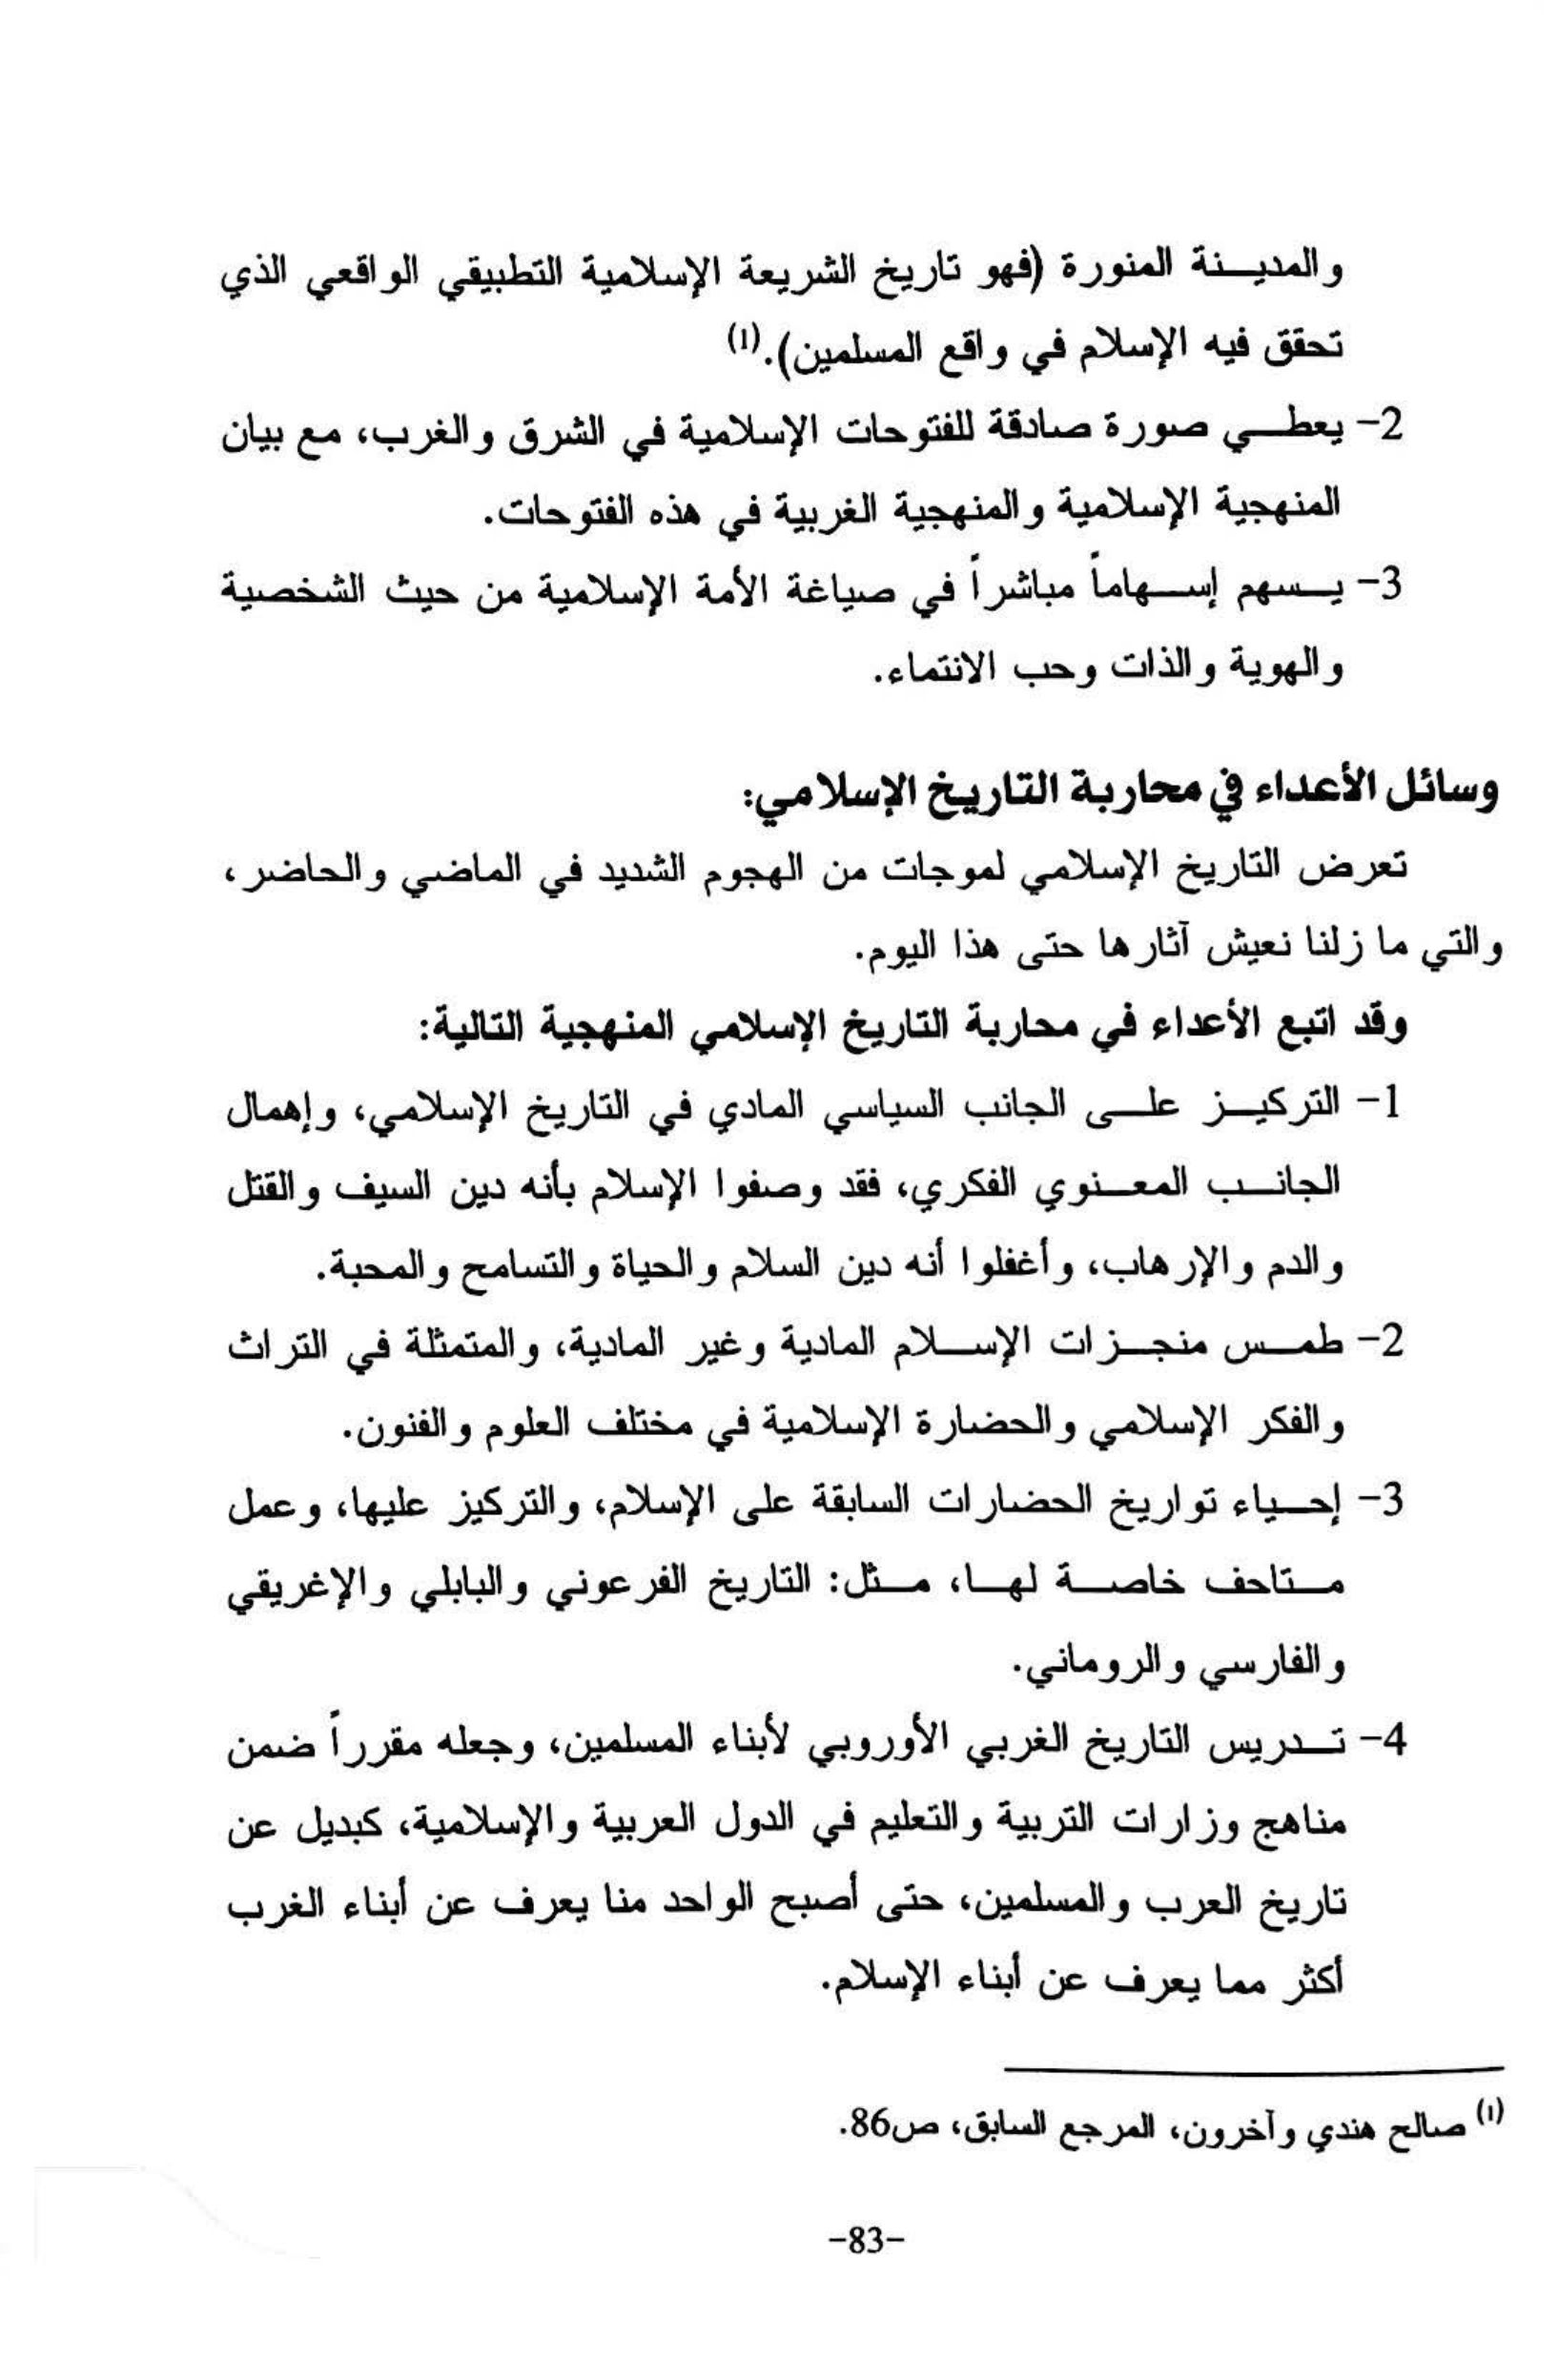 والمدينة المنورة (فهو تاريخ الشريعة الإسلامية التطبيقي الواقعي الذي
تحقق فيه الإسلام في واقع المسلمين).(١)
2- يعطي صورة صادقة للفتوحات الإسلامية في الشرق والغرب، مع بيان
المنهجية الإسلامية والمنهجية الغربية في هذه الفتوحات.
3- يسهم إسهاماً مباشراً في صياغة الأمة الإسلامية من حيث الشخصية
والهوية والذات وحب الانتماء.
وسائل الأعداء في محاربة التاريخ الإسلامي:
تعرض التاريخ الإسلامي لموجات من الهجوم الشديد في الماضي والحاضر،
والتي ما زلنا نعيش آثارها حتى هذا اليوم.
وقد اتبع الأعداء في محاربة التاريخ الإسلامي المنهجية التالية:
1- التركيز على الجانب السياسي المادي في التاريخ الإسلامي، وإهمال
الجانب المعنوي الفكري، فقد وصفوا الإسلام بأنه دين السيف والقتل
والدم والإرهاب، وأغفلوا أنه دين السلام والحياة والتسامح والمحبة.
2- طمس منجزات الإسلام المادية وغير المادية، والمتمثلة في التراث
والفكر الإسلامي والحضارة الإسلامية في مختلف العلوم والفنون.
3- إحياء تواريخ الحضارات السابقة على الإسلام، والتركيز عليها، وعمل
متاحف خاصة لها، مثل: التاريخ الفرعوني والبابلي والإغريقي
والفارسي والروماني.
4- تدريس التاريخ الغربي الأوروبي لأبناء المسلمين، وجعله مقرراً ضمن
مناهج وزارات التربية والتعليم في الدول العربية والإسلامية، كبديل عن
تاريخ العرب والمسلمين، حتى أصبح الواحد منا يعرف عن أبناء الغرب
أكثر مما يعرف عن أبناء الإسلام.
(١) صالح هندي وآخرون، المرجع السابق، ص86.
-83-